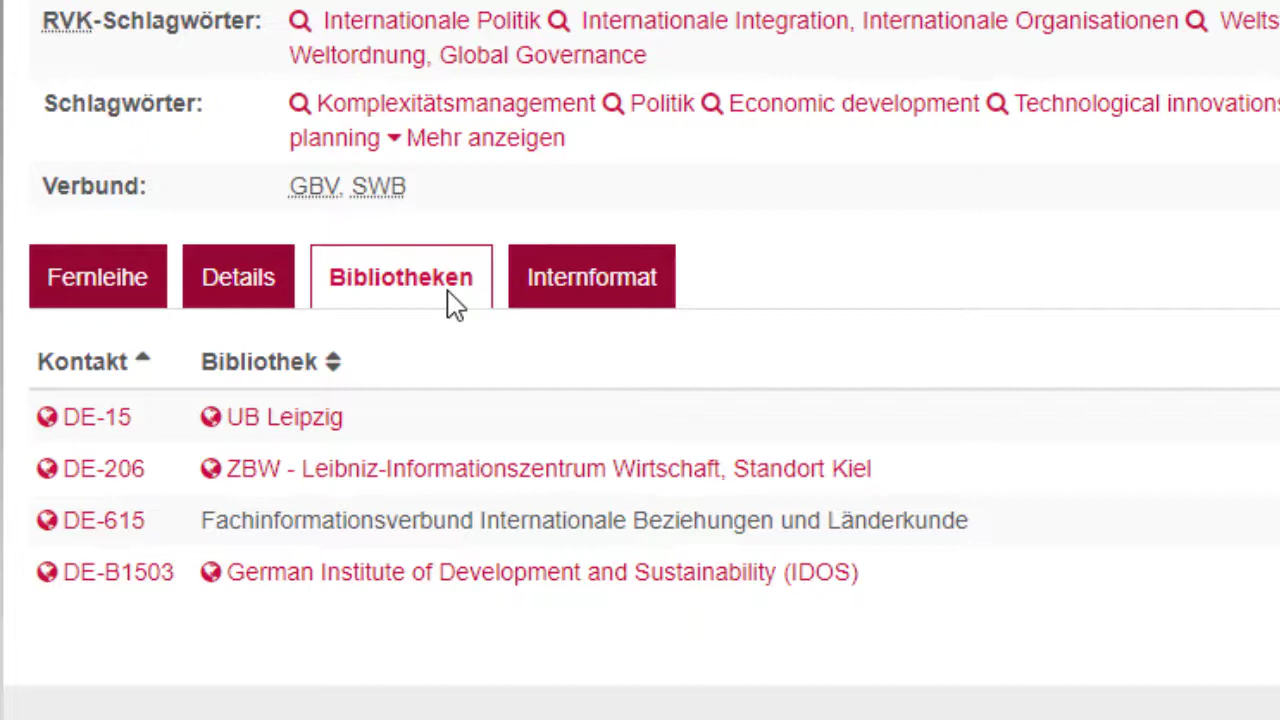 RVK-Schlagwörter: Internationale Politik Internationale Integration, Internationale Organisationen
Weltordnung, Global Governance
Schlagwörter: Komplexitätsmanagement Politik Economic development Technological innovations
planning Mehr anzeigen
Verbund: GBV, SWB
Fernleihe Details Bibliotheken Internformat
Kontakt Bibliothek
DE-15 UB Leipzig
DE-206 ZBW - Leibniz-Informationszentrum Wirtschaft, Standort Kiel
DE-615 Fachinformationsverbund Internationale Beziehungen und Länderkunde
DE-B1503 German Institute of Development and Sustainability (IDOS)